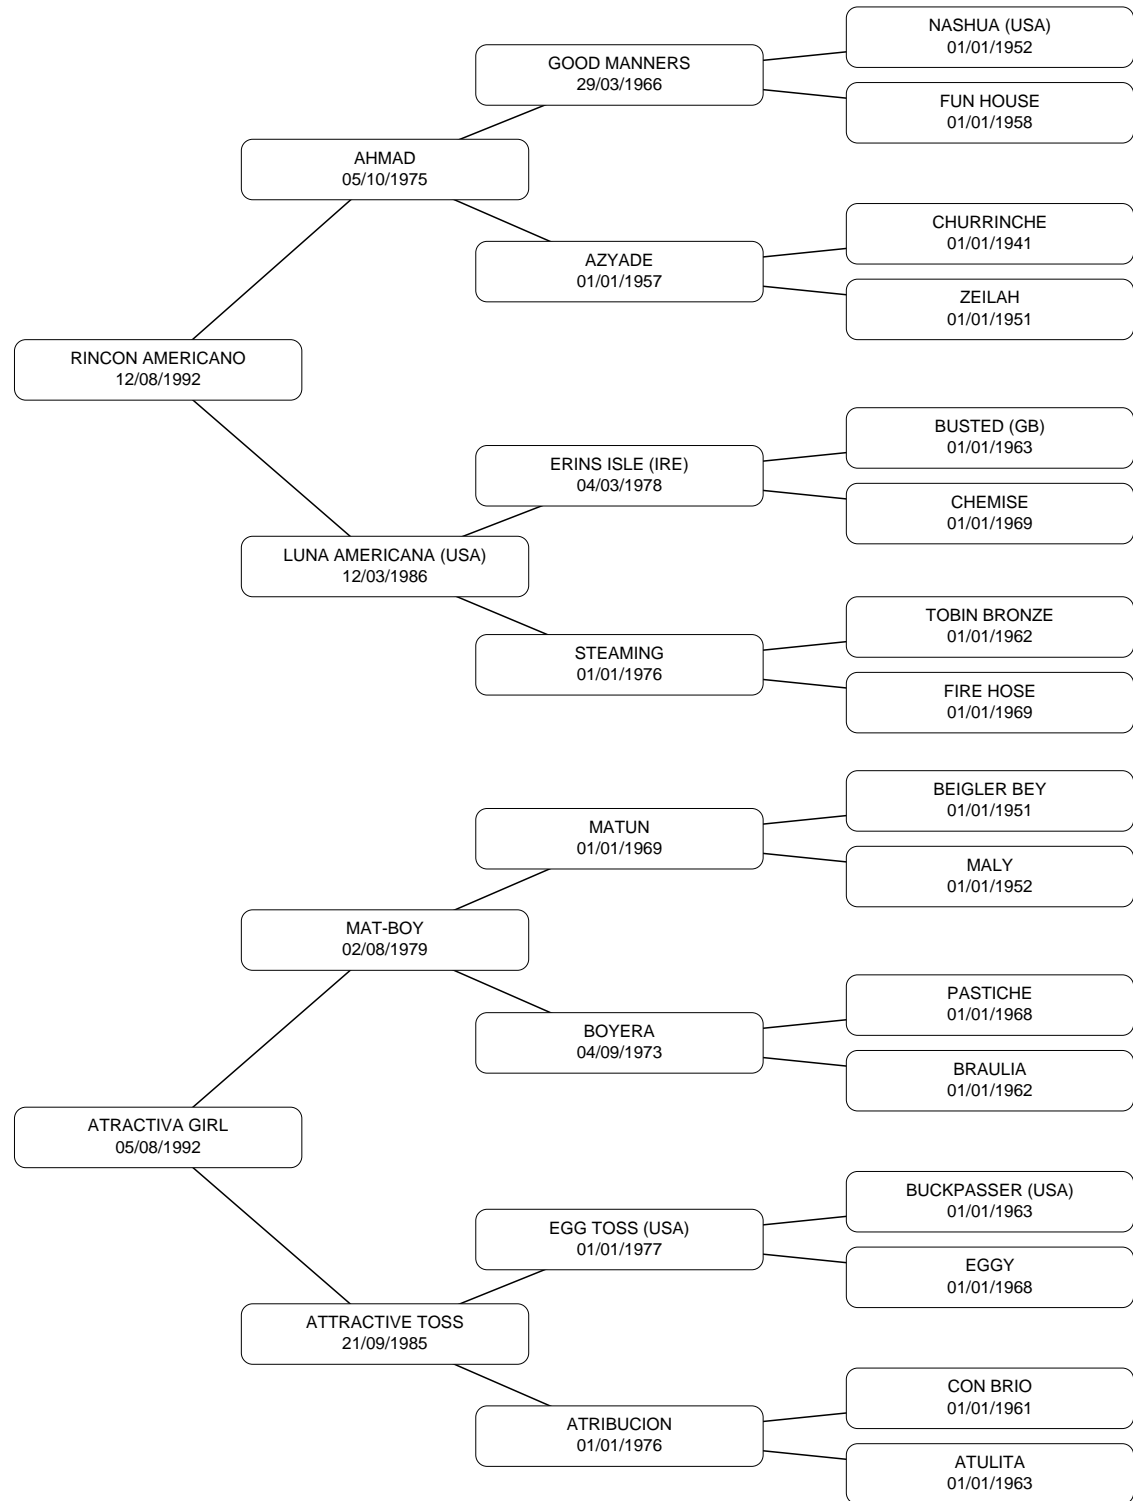 NASHUA (USA)
01/01/1952
GOOD MANNERS
29/03/1966
FUN HOUSE
01/01/1958
AHMAD
05/10/1975
CHURRINCHE
01/01/1941
AZYADE
01/01/1957
ZEILAH
01/01/1951
RINCON AMERICANO
12/08/1992
BUSTED (GB)
01/01/1963
ERINS ISLE (IRE)
04/03/1978
CHEMISE
01/01/1969
LUNA AMERICANA (USA)
12/03/1986
TOBIN BRONZE
01/01/1962
STEAMING
01/01/1976
FIRE HOSE
01/01/1969
BEIGLER BEY
01/01/1951
MATUN
01/01/1969
MALY
01/01/1952
MAT-BOY
02/08/1979
PASTICHE
01/01/1968
BOYERA
04/09/1973
BRAULIA
01/01/1962
ATRACTIVA GIRL
05/08/1992
BUCKPASSER (USA)
01/01/1963
EGG TOSS (USA)
01/01/1977
EGGY
01/01/1968
ATTRACTIVE TOSS
21/09/1985
CON BRIO
01/01/1961
ATRIBUCION
01/01/1976
ATULITA
01/01/1963